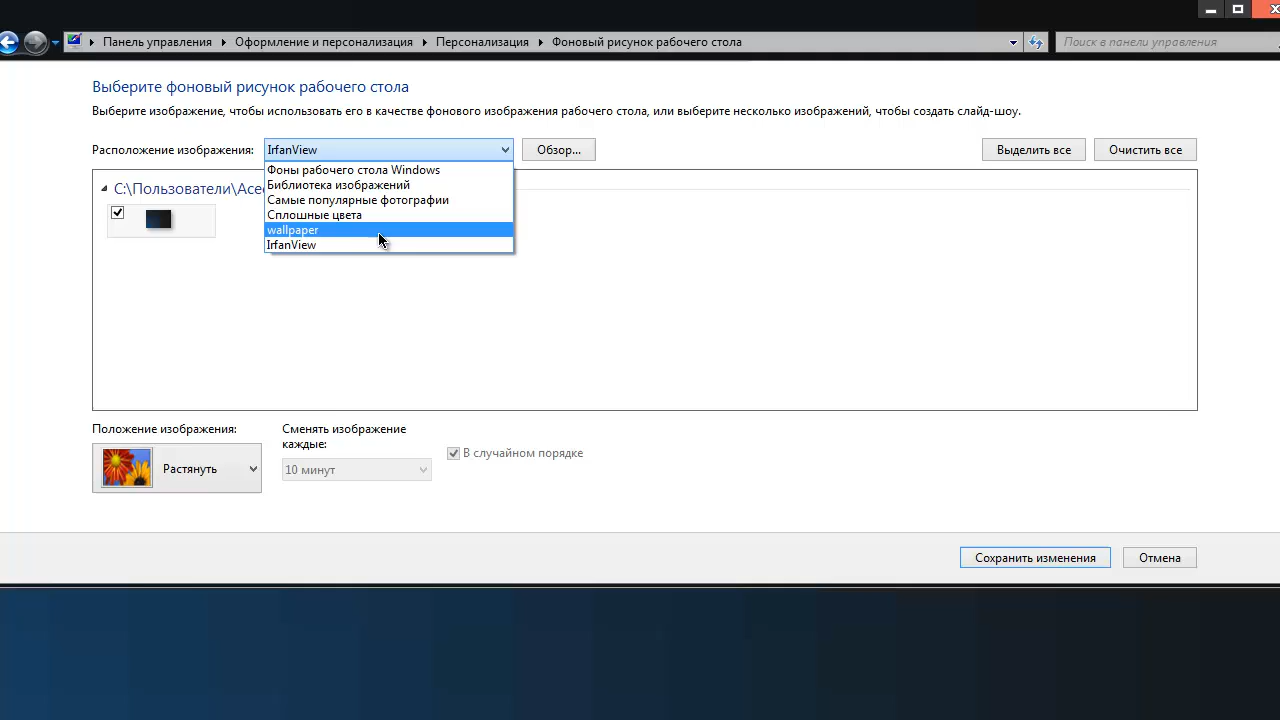 Панель управления Оформление и персонализация Персонализация Фоновый рисунок рабочего стола Поиск в панели управления
Выберите фоновый рисунок рабочего стола
Выберите изображение, чтобы использовать его в качестве фонового изображения рабочего стола, или выберите несколько изображений, чтобы создать слайд-шоу.
Расположение изображения: IrfanView Обзор... Выделить все Очистить все
Фоны рабочего стола Windows
Библиотека изображений
Самые популярные фотографии
Сплошные цвета
wallpaper
IrfanView
C:\Пользователи\
Положение изображения:
Растянуть
Сменять изображение
каждые:
10 минут
В случайном порядке
Сохранить изменения Отмена